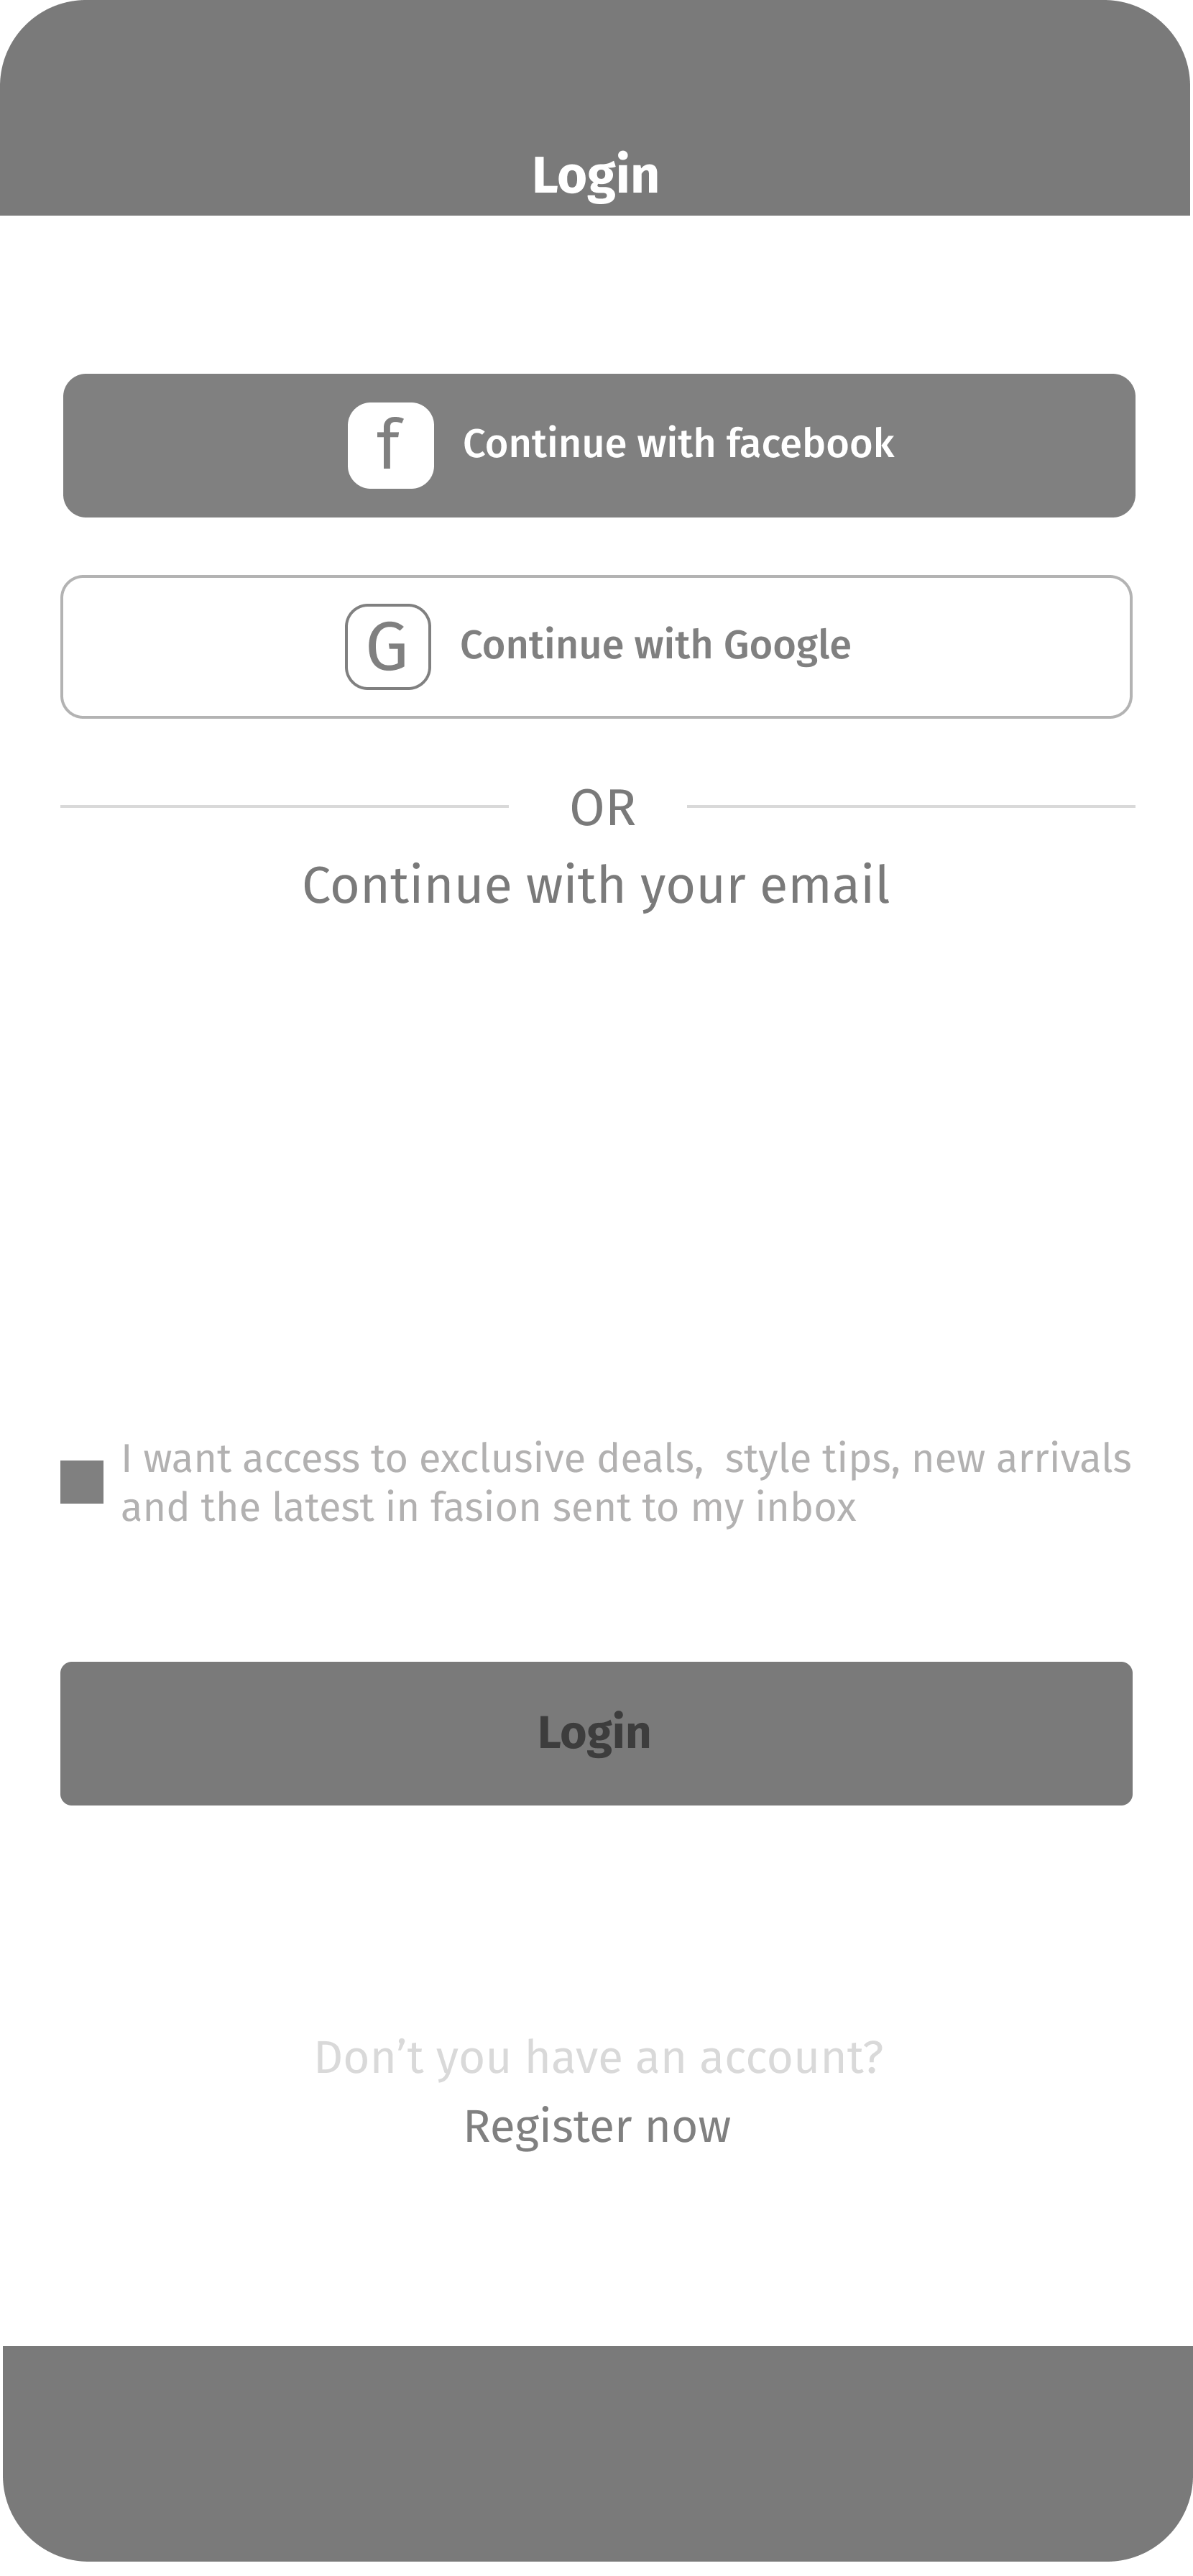 Login
f Continue with facebook
G Continue with Google
OR
Continue with your email
I want access to exclusive deals,  style tips, new arrivals
and the latest in fasion sent to my inbox
Login
Don’t you have an account?
Register now